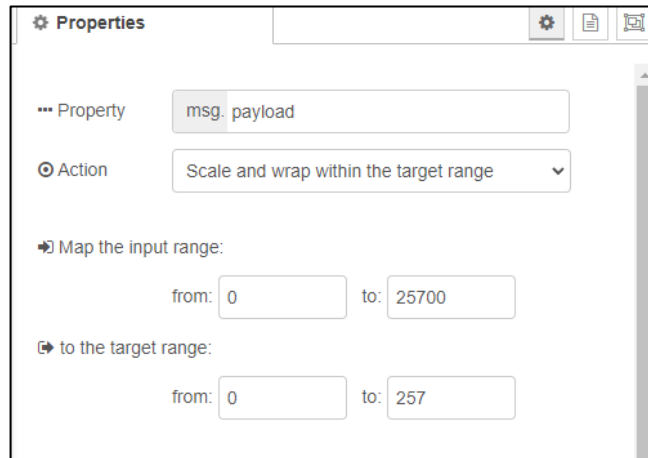 Properties
Property msg. payload
Action Scale and wrap within the target range
Map the input range:
from: 0 to: 25700
to the target range:
from: 0 to: 257